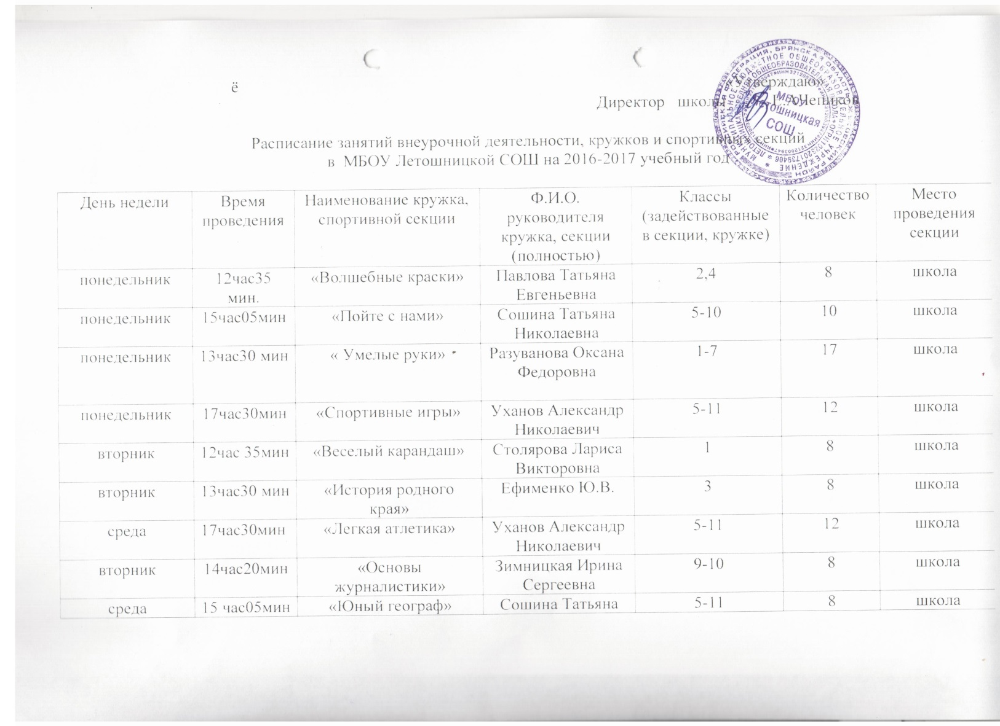 ё
«Утверждаю»
Директор школы Г.АЧепиков
МБОУ
Летошницкая
СОШ
Расписание занятий внеурочной деятельности, кружков и спортивных секций
в МБОУ Летошницкой СОШ на 2016-2017 учебный год
День недели
Время
проведения
Наименование кружка,
спортивной секции
Ф.И.О.
руководителя
кружка, секции
(полностью)
Классы
(задействованные
в секции, кружке)
Количество
человек
Место
проведения
секции
понедельник
12час35
мин.
«Волшебные краски»
Павлова Татьяна
Евгеньевна
2,4
8
школа
понедельник
15час05мин
«Пойте с нами»
Сошина Татьяна
Николаевна
5-10
10
школа
понедельник
13час30 мин
« Умелые руки»
Разуванова Оксана
Федоровна
1-7
17
школа
понедельник
17час30мин
«Спортивные игры»
Уханов Александр
Николаевич
5-11
12
школа
вторник
12час 35мин
«Веселый карандаш»
Столярова Лариса
Викторовна
1
8
школа
вторник
13час30 мин
«История родного
края»
Ефименко Ю.В.
3
8
школа
среда
17час30мин
«Легкая атлетика»
Уханов Александр
Николаевич
5-11
12
школа
вторник
14час20мин
«Основы
журналистики»
Зимницкая Ирина
Сергеевна
9-10
8
школа
среда
15 час05мин
«Юный географ»
Сошина Татьяна
5-11
8
школа